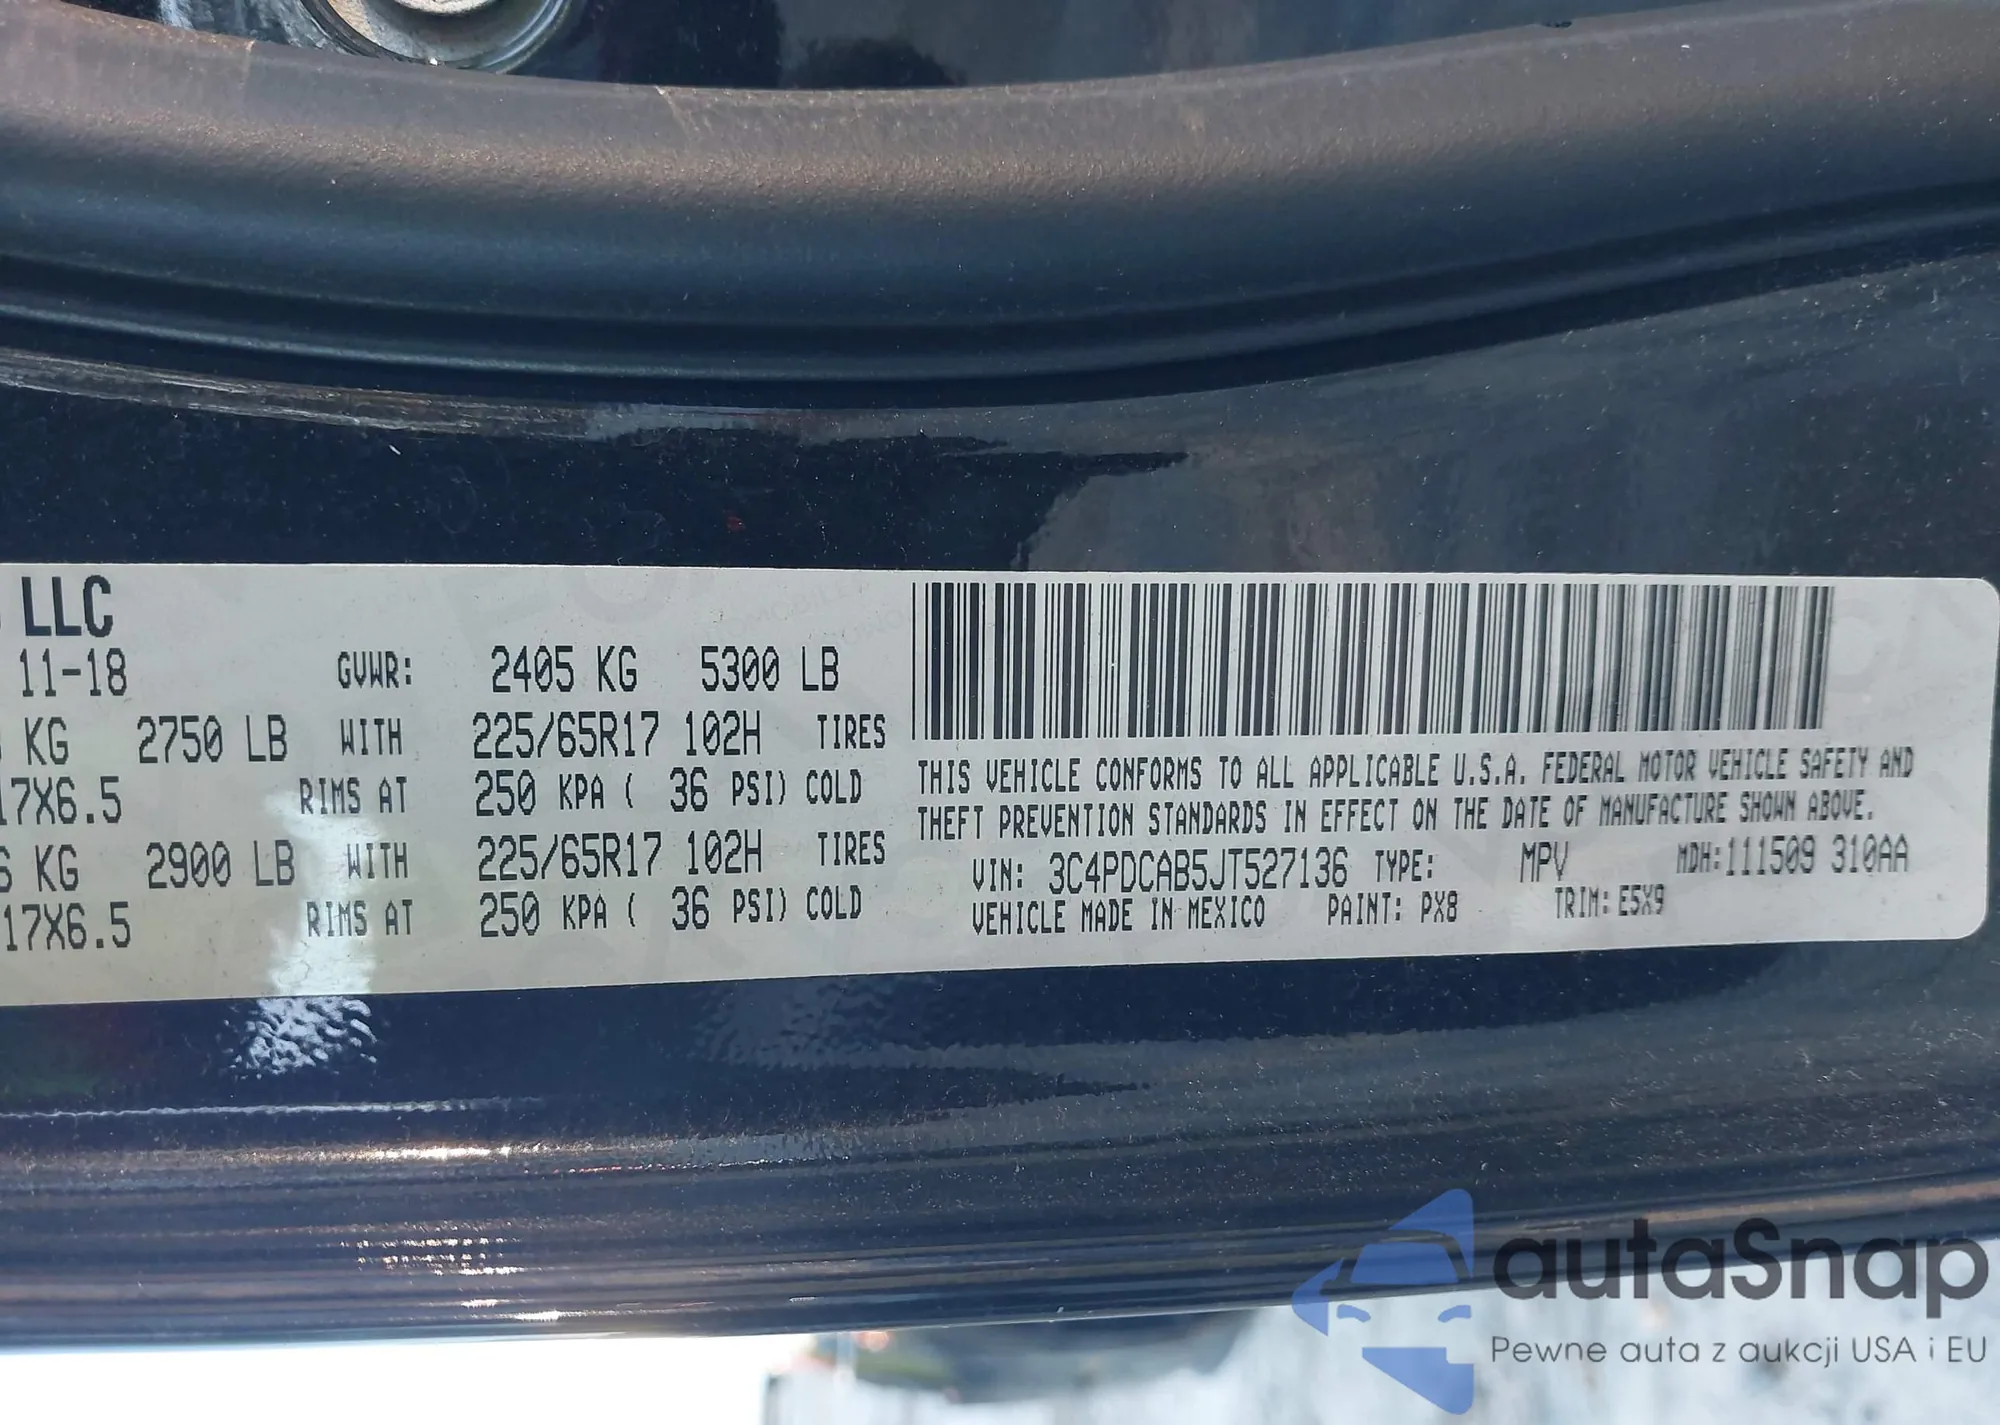 LLC
11-18 GVWR: 2405 KG 5300 LB
KG 2750 LB WITH 225/65R17 102H TIRES
17X6.5 RIMS AT 250 KPA ( 36 PSI) COLD
KG 2900 LB WITH 225/65R17 102H TIRES
17X6.5 RIMS AT 250 KPA ( 36 PSI) COLD
THIS VEHICLE CONFORMS TO ALL APPLICABLE U.S.A. FEDERAL MOTOR VEHICLE SAFETY AND
THEFT PREVENTION STANDARDS IN EFFECT ON THE DATE OF MANUFACTURE SHOWN ABOVE.
VIN: 3C4PDCAB5JT527136 TYPE: MPV MDH:111509 310AA
VEHICLE MADE IN MEXICO PAINT: PX8 TRIM: E5X9
autaSnap
Pewne auta z aukcji USA i EU